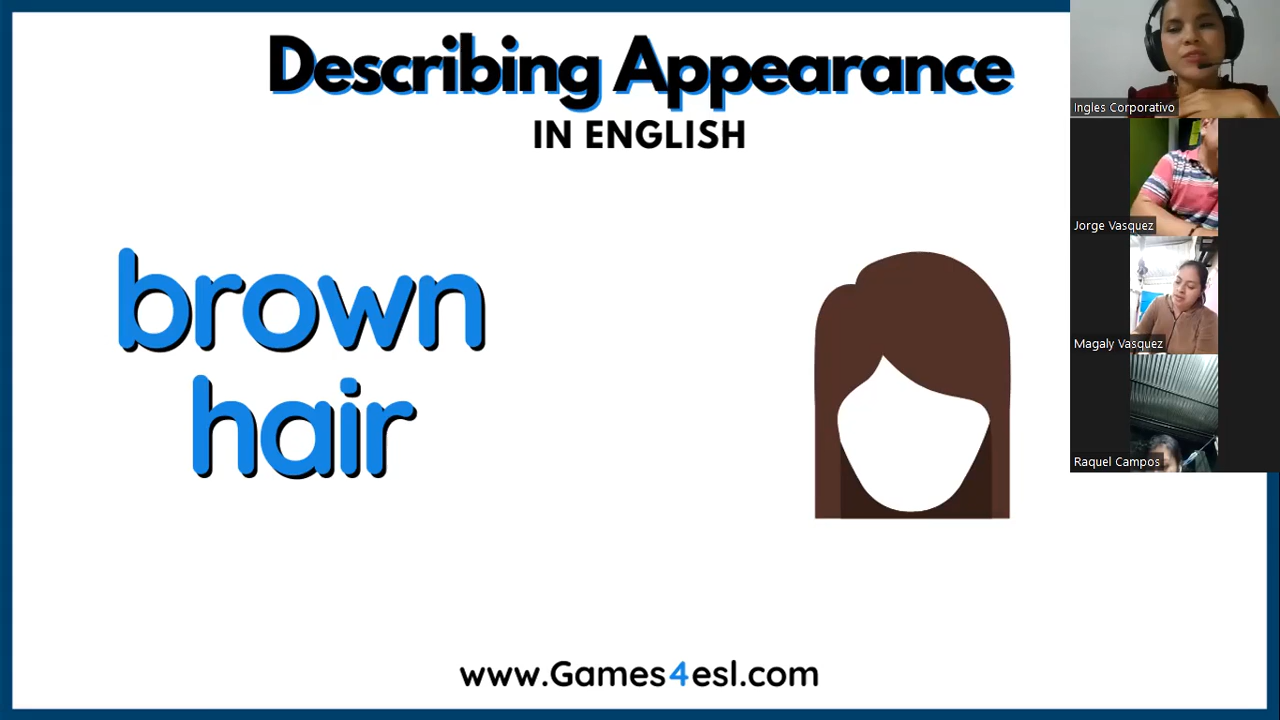 Describing Appearance
IN ENGLISH
brown
hair
www.Games4esl.com
Ingles Corporativo
Jorge Vasquez
Magaly Vasquez
Raquel Campos